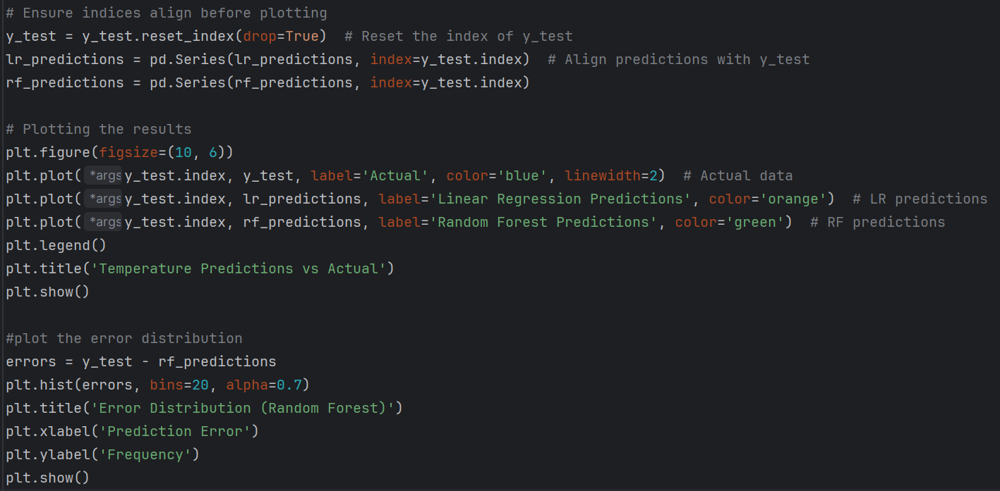 # Ensure indices align before plotting
y_test = y_test.reset_index(drop=True)  # Reset the index of y_test
lr_predictions = pd.Series(lr_predictions, index=y_test.index)  # Align predictions with y_test
rf_predictions = pd.Series(rf_predictions, index=y_test.index)

# Plotting the results
plt.figure(figsize=(10, 6))
plt.plot( *args y_test.index, y_test, label='Actual', color='blue', linewidth=2)  # Actual data
plt.plot( *args y_test.index, lr_predictions, label='Linear Regression Predictions', color='orange')  # LR predictions
plt.plot( *args y_test.index, rf_predictions, label='Random Forest Predictions', color='green')  # RF predictions
plt.legend()
plt.title('Temperature Predictions vs Actual')
plt.show()

#plot the error distribution
errors = y_test - rf_predictions
plt.hist(errors, bins=20, alpha=0.7)
plt.title('Error Distribution (Random Forest)')
plt.xlabel('Prediction Error')
plt.ylabel('Frequency')
plt.show()